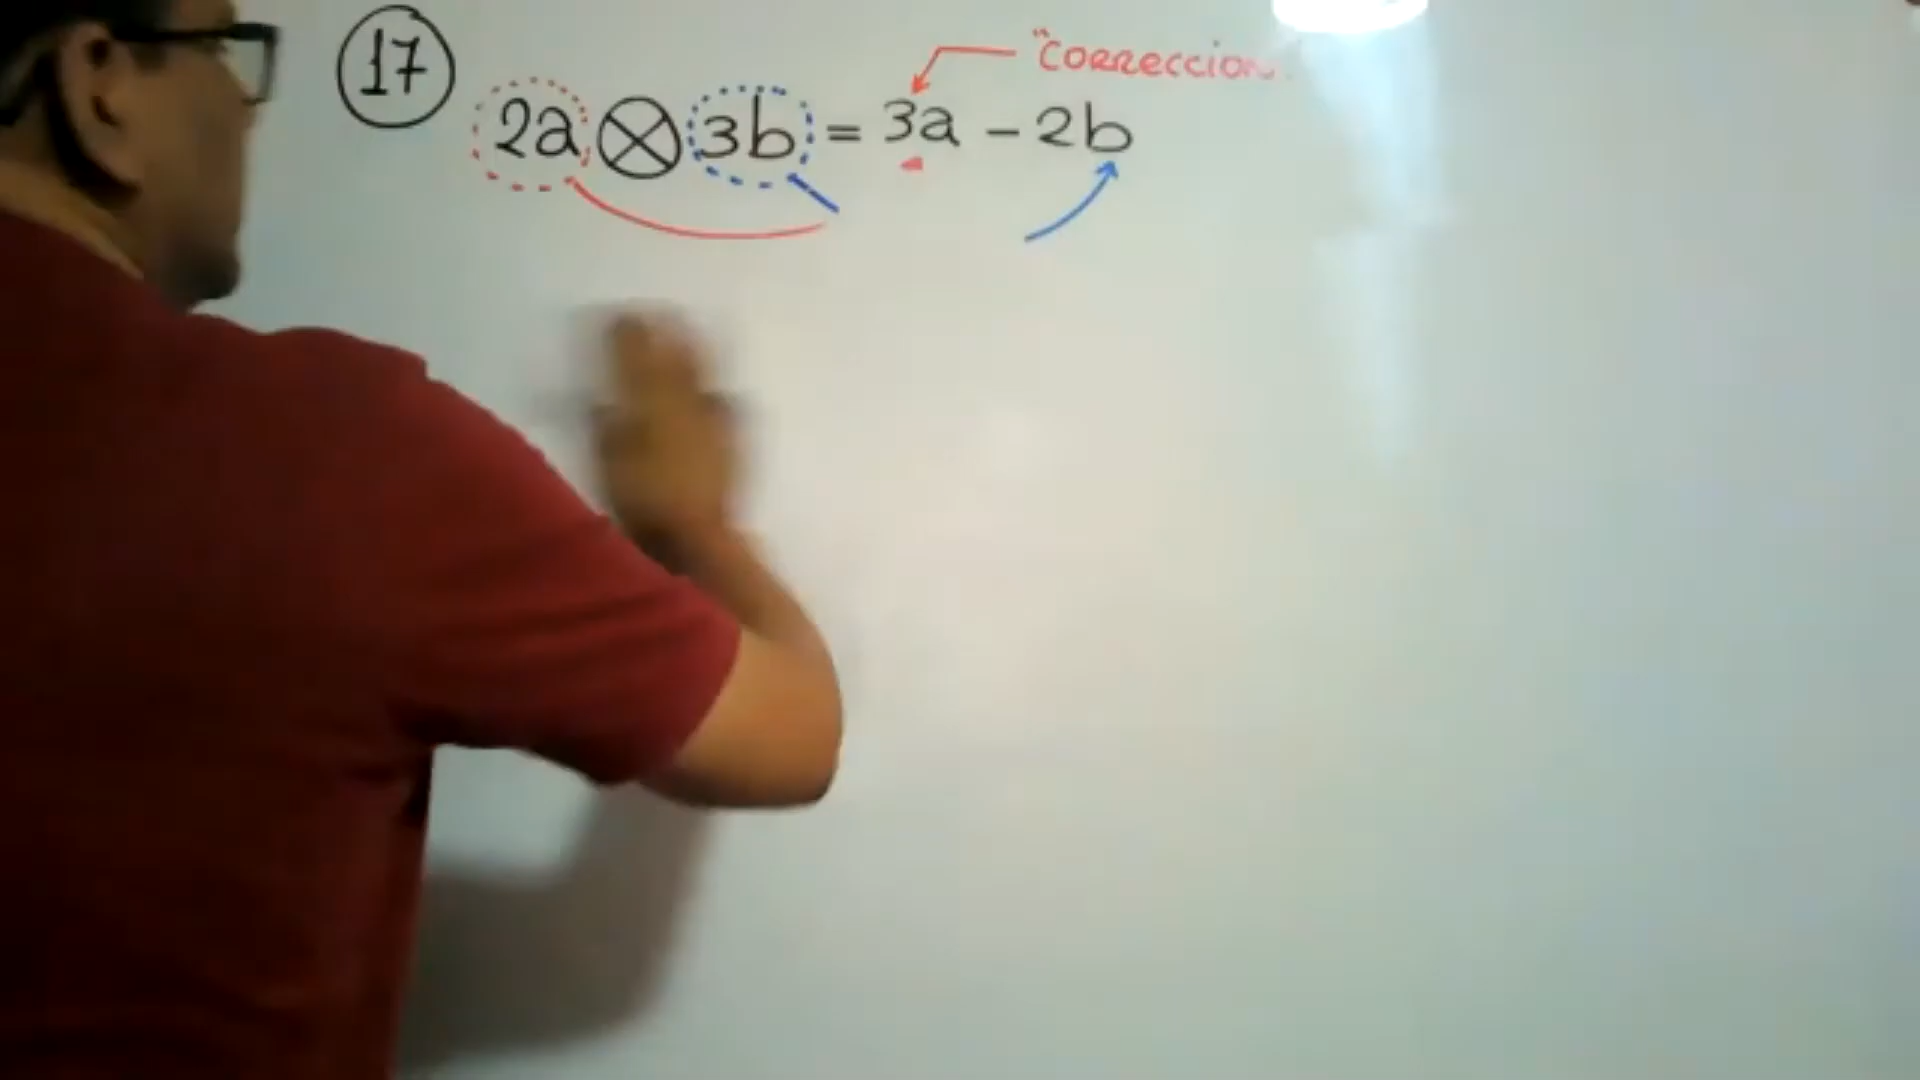 17
"Correccion
2a ⊗ 3b = 3a - 2b